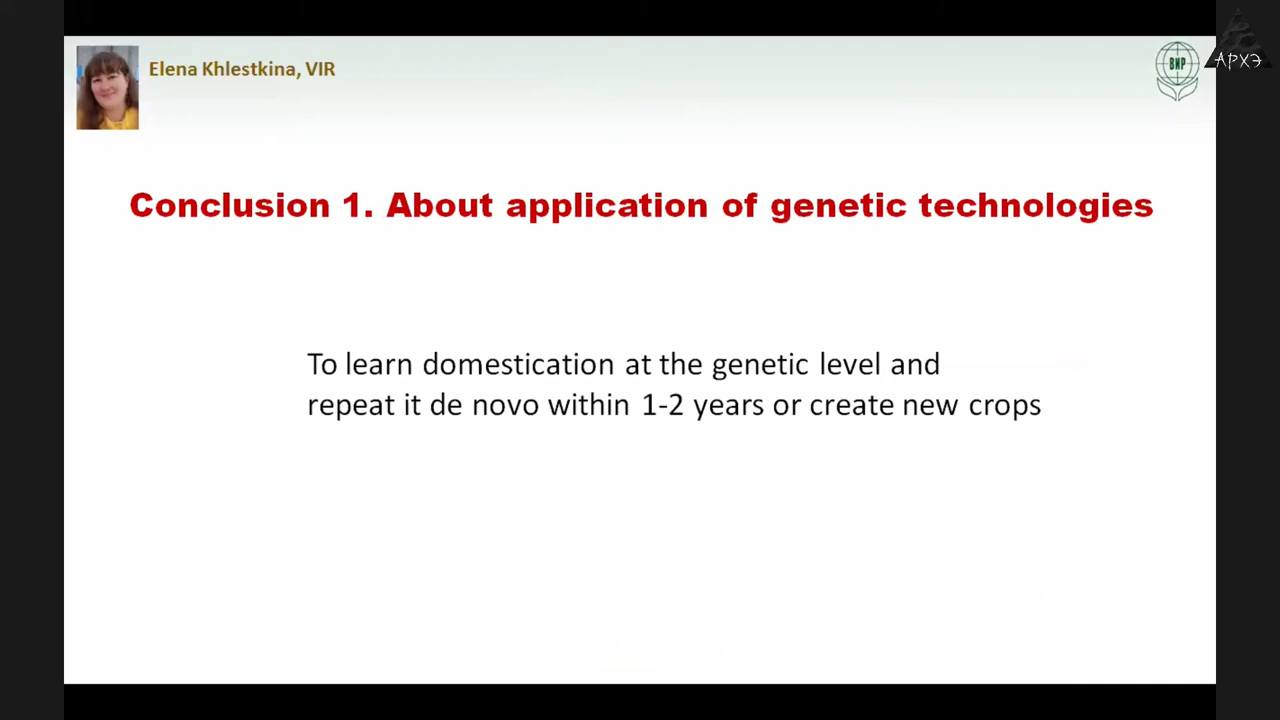 Elena Khlestkina, VIR
ВИР
АРХЭ
Conclusion 1. About application of genetic technologies
To learn domestication at the genetic level and
repeat it de novo within 1-2 years or create new crops